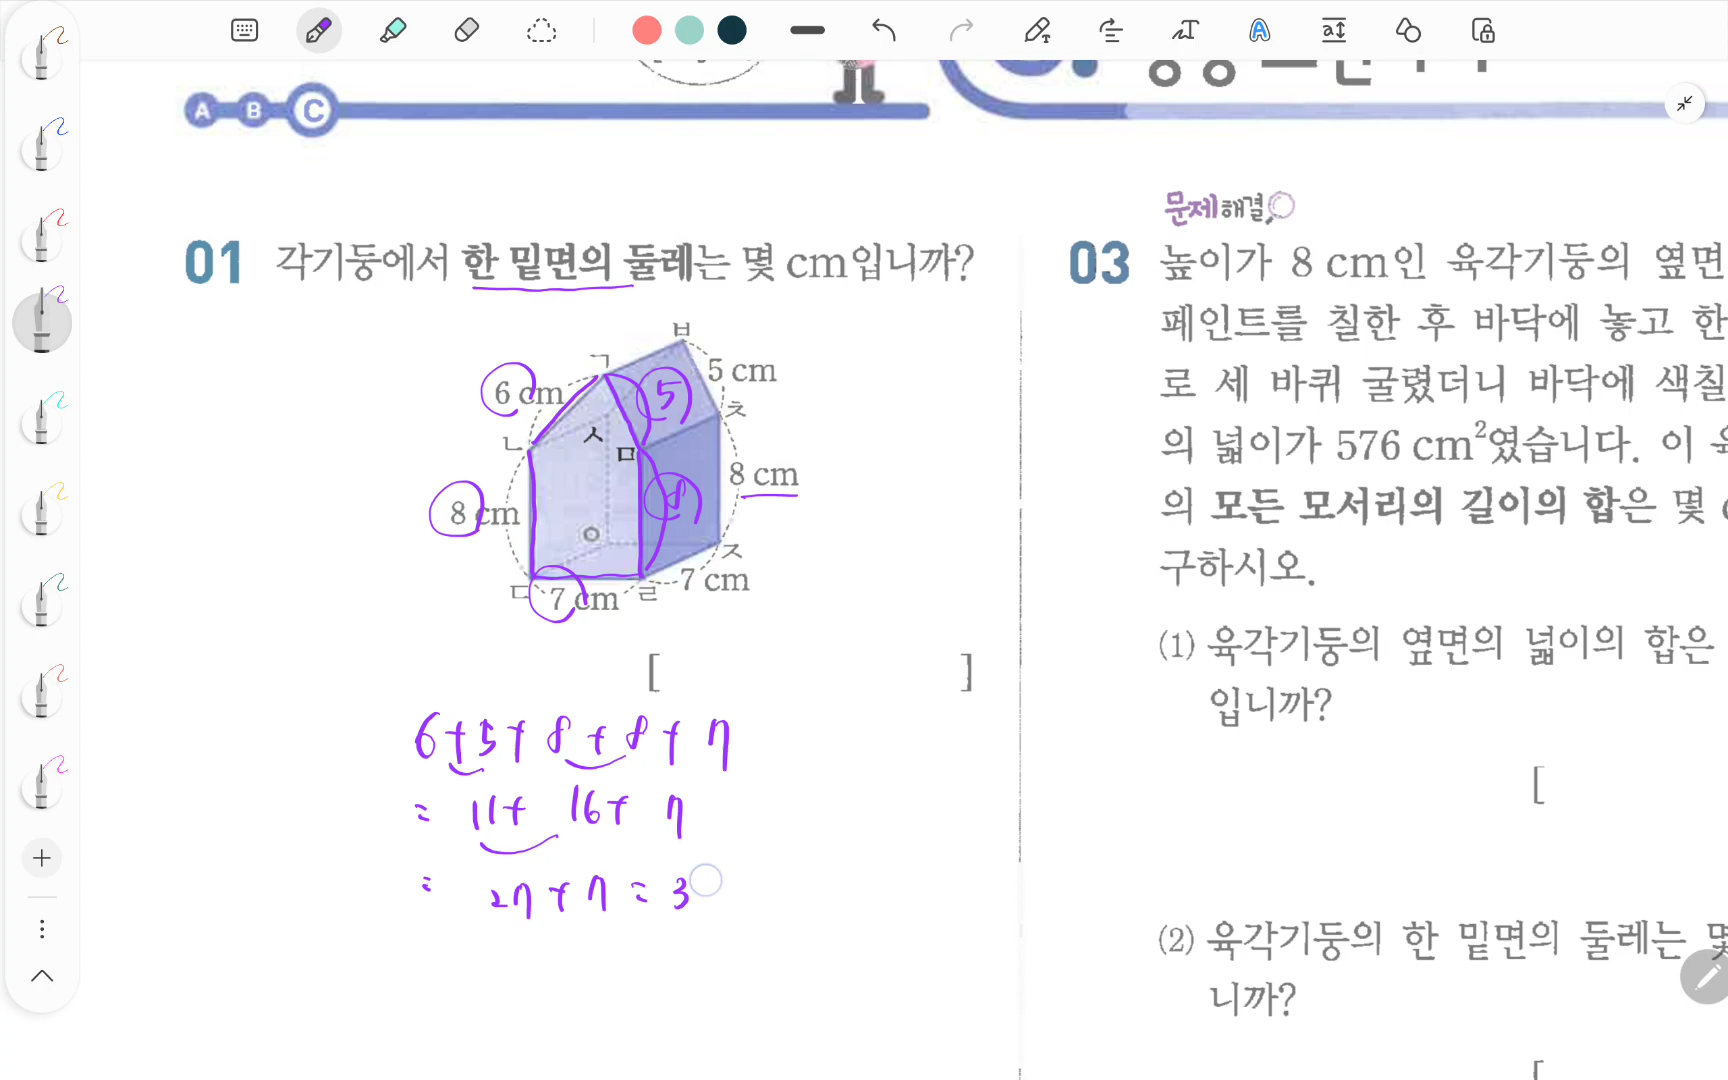 A B C
01 각기둥에서 한 밑면의 둘레는 몇 cm입니까?
ㅂ
ㄱ
5 cm
6 cm
5
ㅊ
ㅅ
ㄴ
ㅁ
8 cm
8
8 cm
ㅇ
ㅈ
7 cm
ㄷ
7 cm
ㄹ
[ ]
6+5+8+8+7
= 11+ 16+ 7
= 27+7=3
문제해결
03 높이가 8 cm인 육각기둥의 옆면
페인트를 칠한 후 바닥에 놓고 한
로 세 바퀴 굴렸더니 바닥에 색칠
의 넓이가 576 cm²였습니다. 이
의 모든 모서리의 길이의 합은 몇
구하시오.
(1) 육각기둥의 옆면의 넓이의 합은
입니까?
[
(2) 육각기둥의 한 밑면의 둘레는 몇
니까?
[